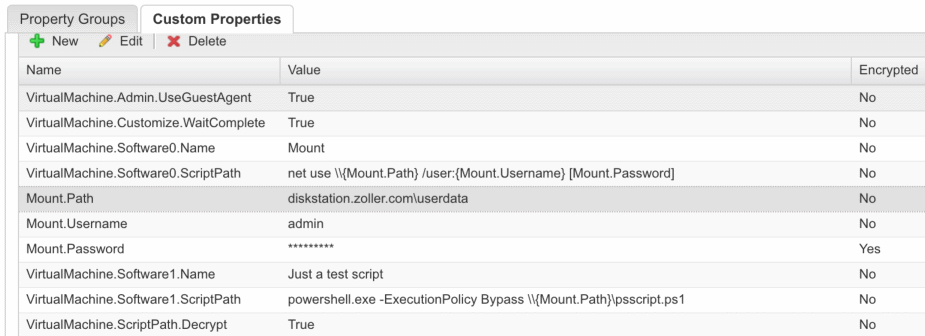 Property Groups Custom Properties
New Edit Delete
Name Value Encrypted
VirtualMachine.Admin.UseGuestAgent True No
VirtualMachine.Customize.WaitComplete True No
VirtualMachine.Software0.Name Mount No
VirtualMachine.Software0.ScriptPath net use \\{Mount.Path} /user:{Mount.Username} [Mount.Password] No
Mount.Path diskstation.zoller.com\userdata No
Mount.Username admin No
Mount.Password ********* Yes
VirtualMachine.Software1.Name Just a test script No
VirtualMachine.Software1.ScriptPath powershell.exe -ExecutionPolicy Bypass \\{Mount.Path}\psscript.ps1 No
VirtualMachine.ScriptPath.Decrypt True No